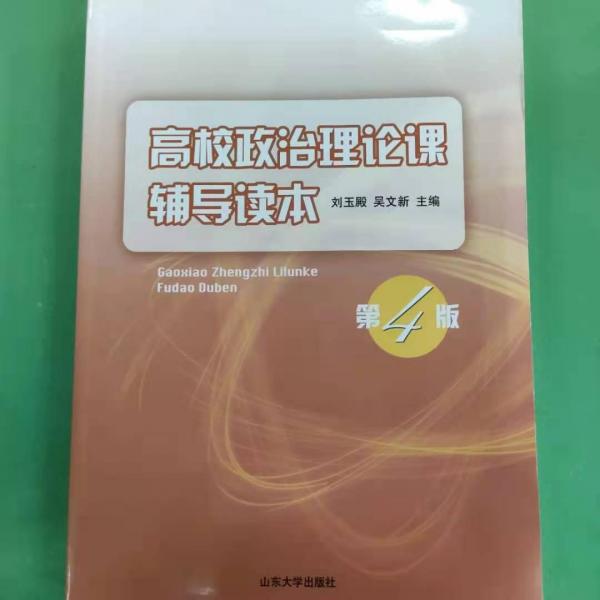 高校政治理论课
辅导读本 刘玉殿 吴文新 主编
Gaoxiao Zhengzhi Lilunke
Fudao Duben
第4版
山东大学出版社